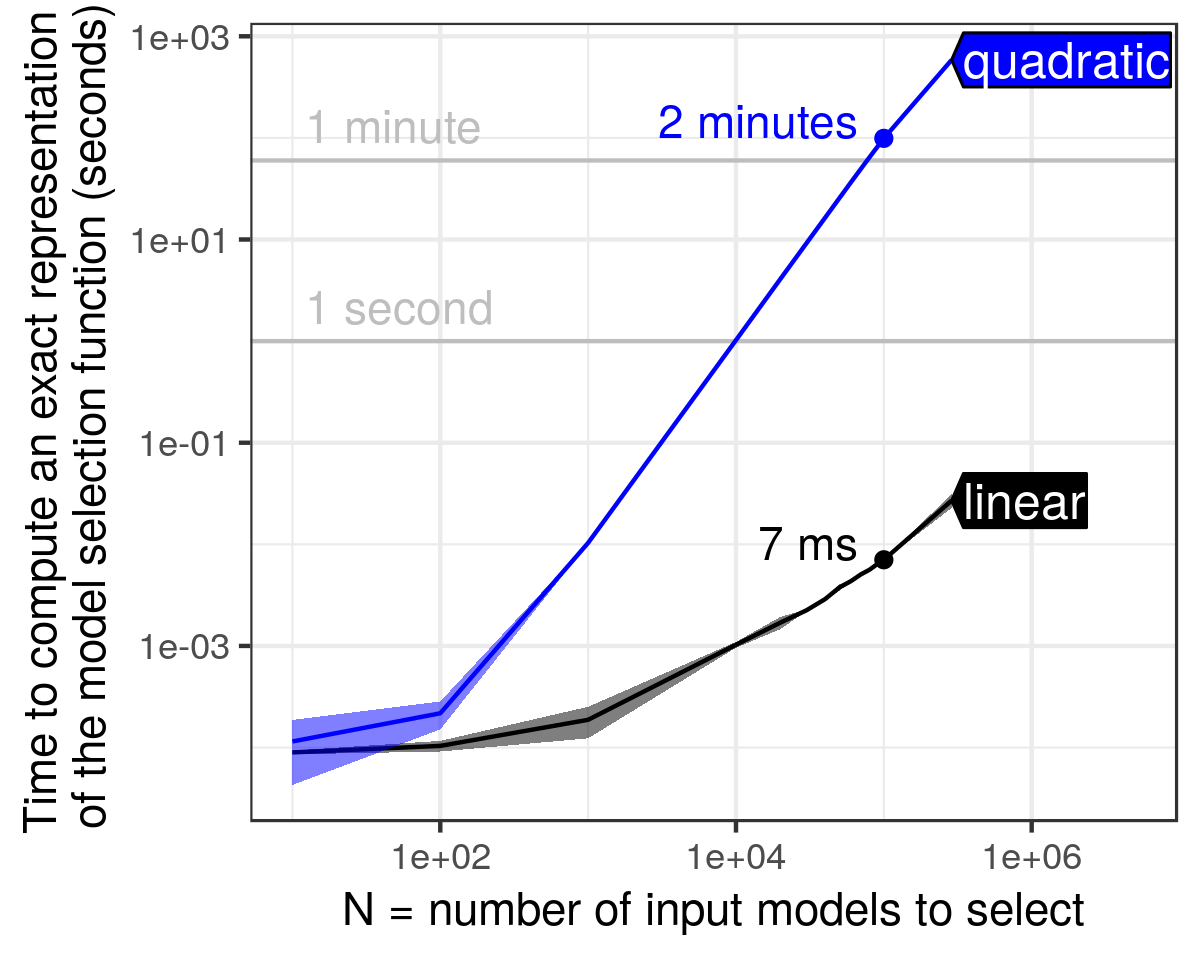 Time to compute an exact representation
of the model selection function (seconds)
1e+03
1e+01
1e-01
1e-03
1 minute
1 second
2 minutes
quadratic
7 ms
linear
1e+02
1e+04
1e+06
N = number of input models to select